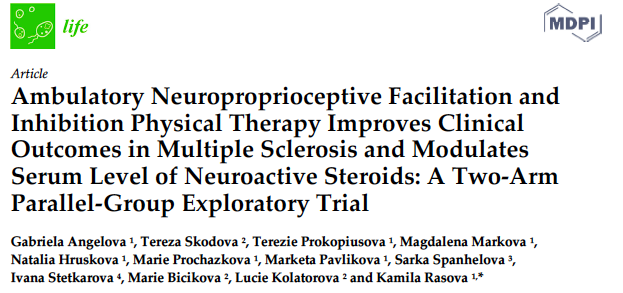 life
MDPI
Article
Ambulatory Neuroproprioceptive Facilitation and
Inhibition Physical Therapy Improves Clinical
Outcomes in Multiple Sclerosis and Modulates
Serum Level of Neuroactive Steroids: A Two-Arm
Parallel-Group Exploratory Trial
Gabriela Angelova ¹, Tereza Skodova ², Terezie Prokopiusova ¹, Magdalena Markova ¹,
Natalia Hruskova ¹, Marie Prochazkova ¹, Marketa Pavlikova ¹, Sarka Spanhelova ³,
Ivana Stetkarova ⁴, Marie Bicikova ², Lucie Kolatorova ² and Kamila Rasova ¹,*